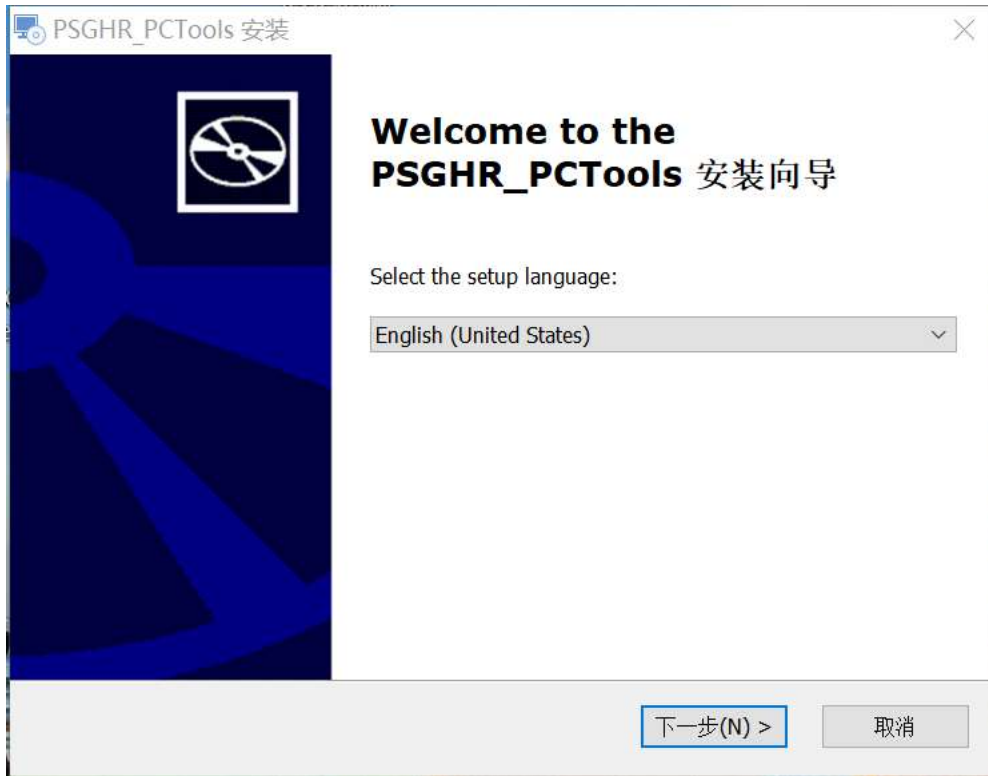 PSGHR_PCTools 安装
Welcome to the
PSGHR_PCTools 安装向导
Select the setup language:
English (United States)
下一步(N) >
取消